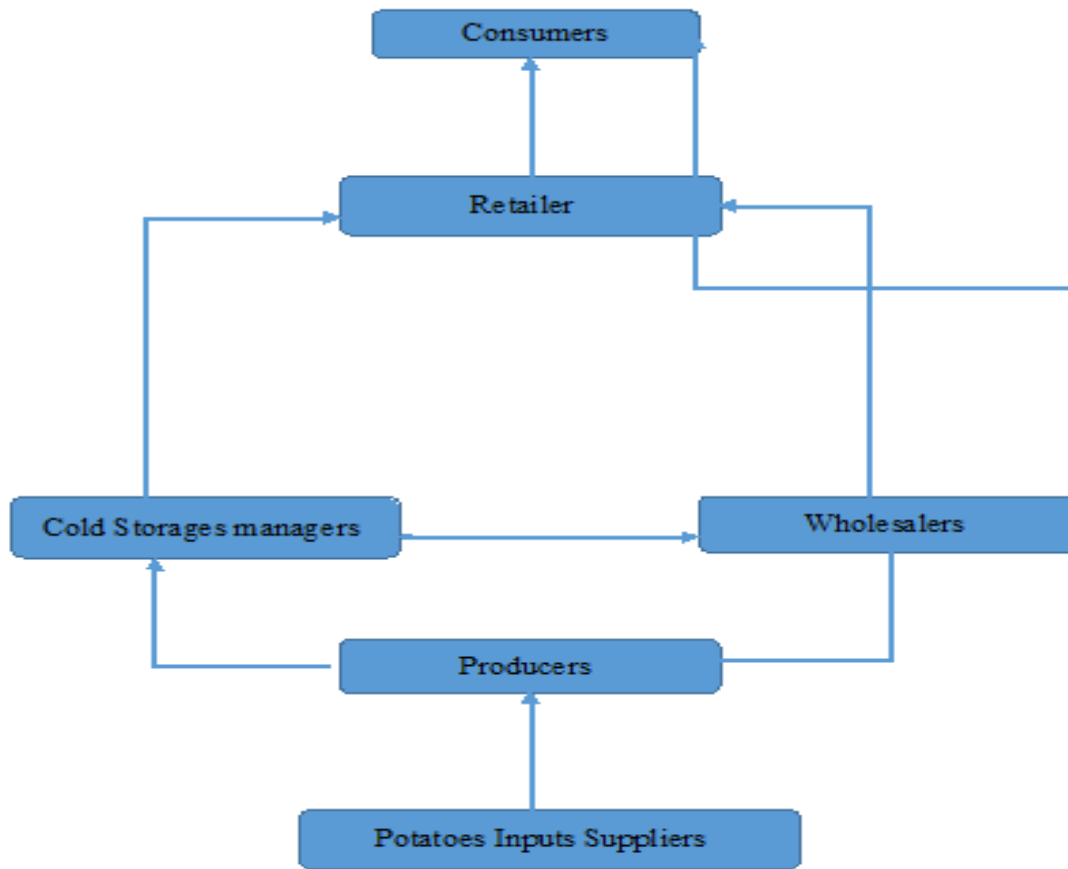 Consumers
Retailer
Cold Storages managers
Wholesalers
Producers
Potatoes Inputs Suppliers